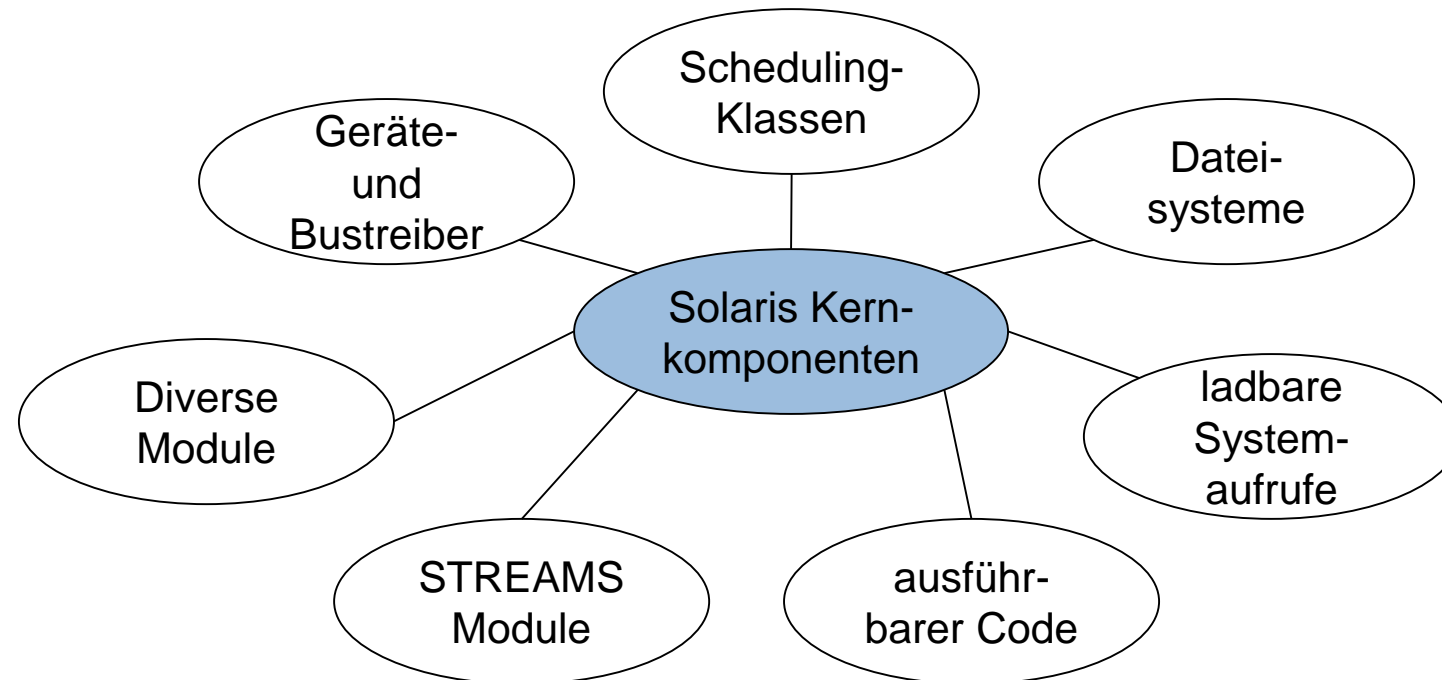 Scheduling-
Klassen
Geräte-
und
Bustreiber
Datei-
systeme
Solaris Kern-
komponenten
Diverse
Module
ladbare
System-
aufrufe
STREAMS
Module
ausführ-
barer Code